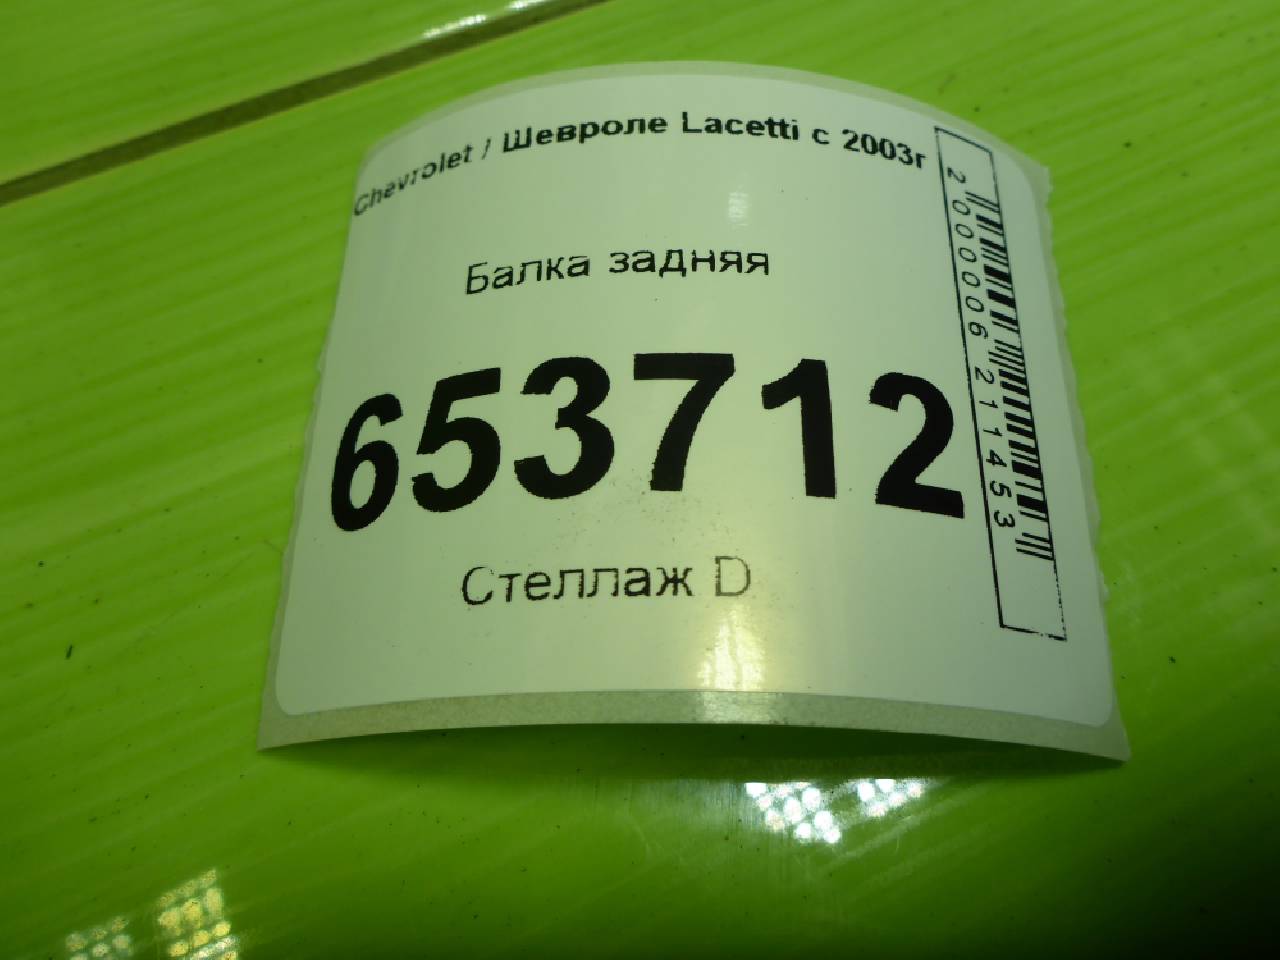 Chevrolet / Шевроле Lacetti с 2003г
Балка задняя
653712
Стеллаж D
2000006211453